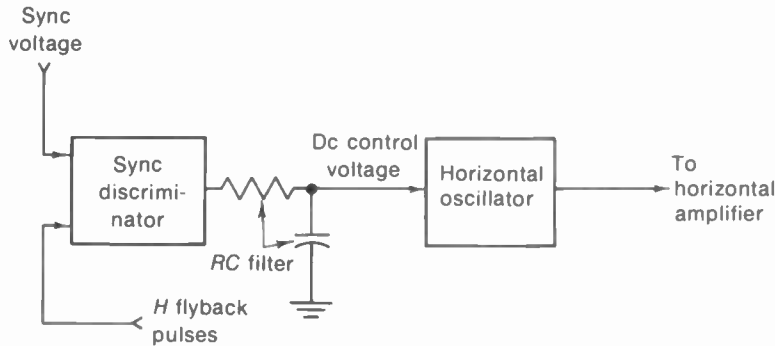 Sync
voltage
Sync
discrimi-
nator
Dc control
voltage
Horizontal
oscillator
To
horizontal
amplifier
RC filter
H flyback
pulses